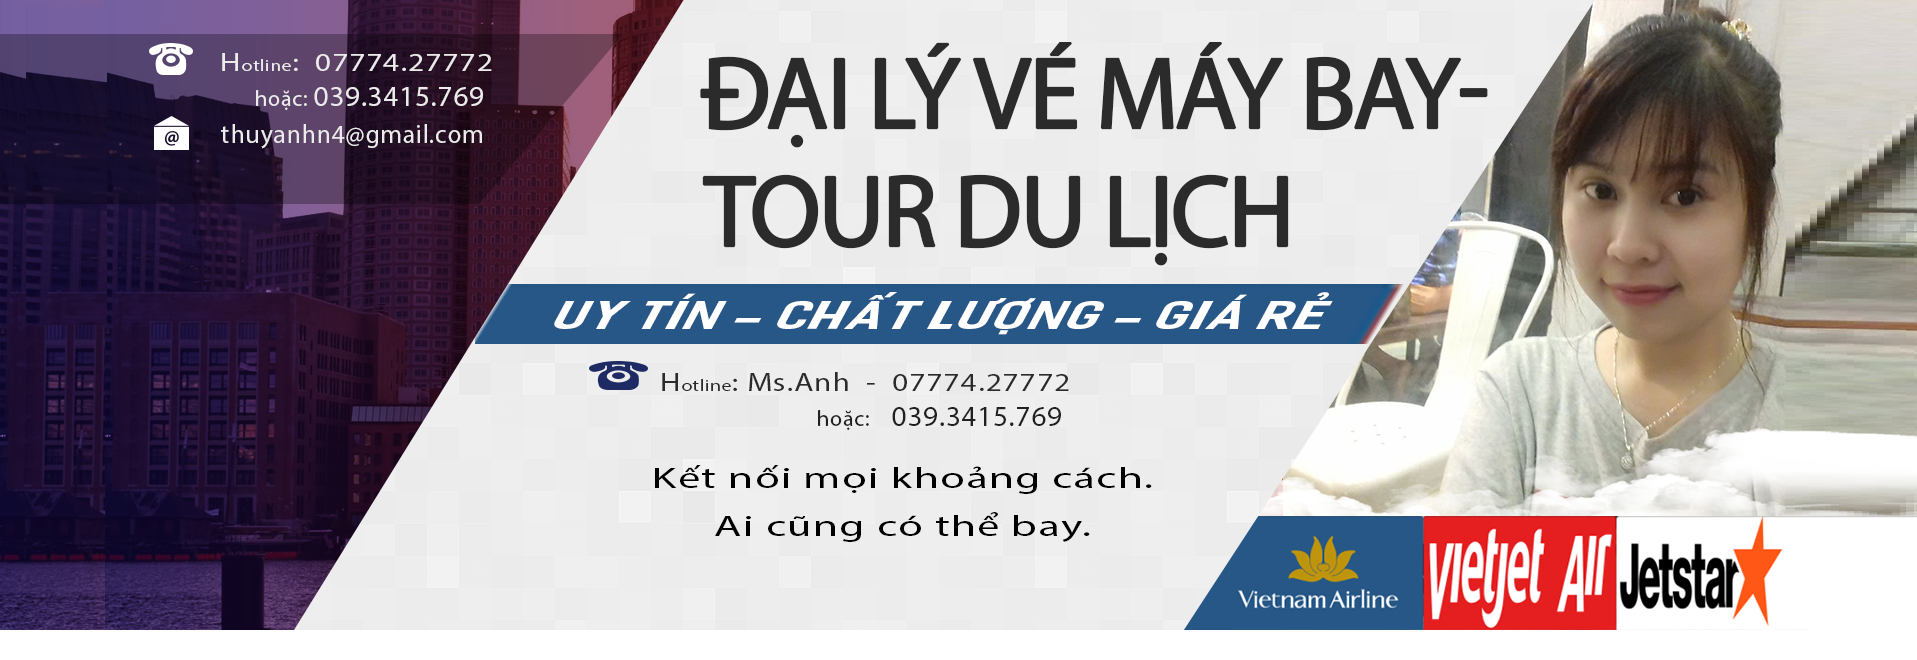 Hotline: 07774.27772
hoặc: 039.3415.769
@ thuyanhn4@gmail.com
ĐẠI LÝ VÉ MÁY BAY-
TOUR DU LỊCH
UY TÍN – CHẤT LƯỢNG – GIÁ RẺ
Hotline: Ms.Anh - 07774.27772
hoặc: 039.3415.769
Kết nối mọi khoảng cách.
Ai cũng có thể bay.
Vietnam Airline
Vietjet Air
Jetstar